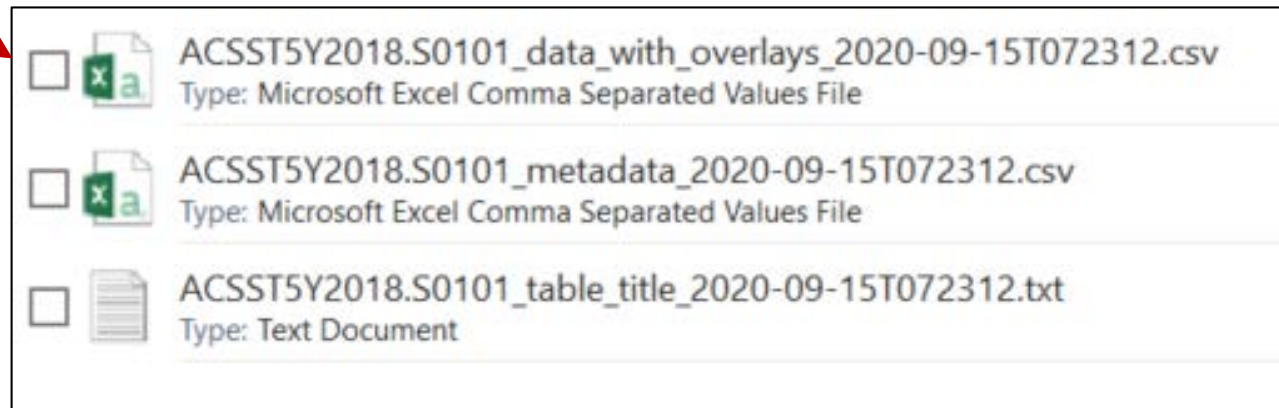 ACSST5Y2018.S0101_data_with_overlays_2020-09-15T072312.csv
Type: Microsoft Excel Comma Separated Values File
ACSST5Y2018.S0101_metadata_2020-09-15T072312.csv
Type: Microsoft Excel Comma Separated Values File
ACSST5Y2018.S0101_table_title_2020-09-15T072312.txt
Type: Text Document